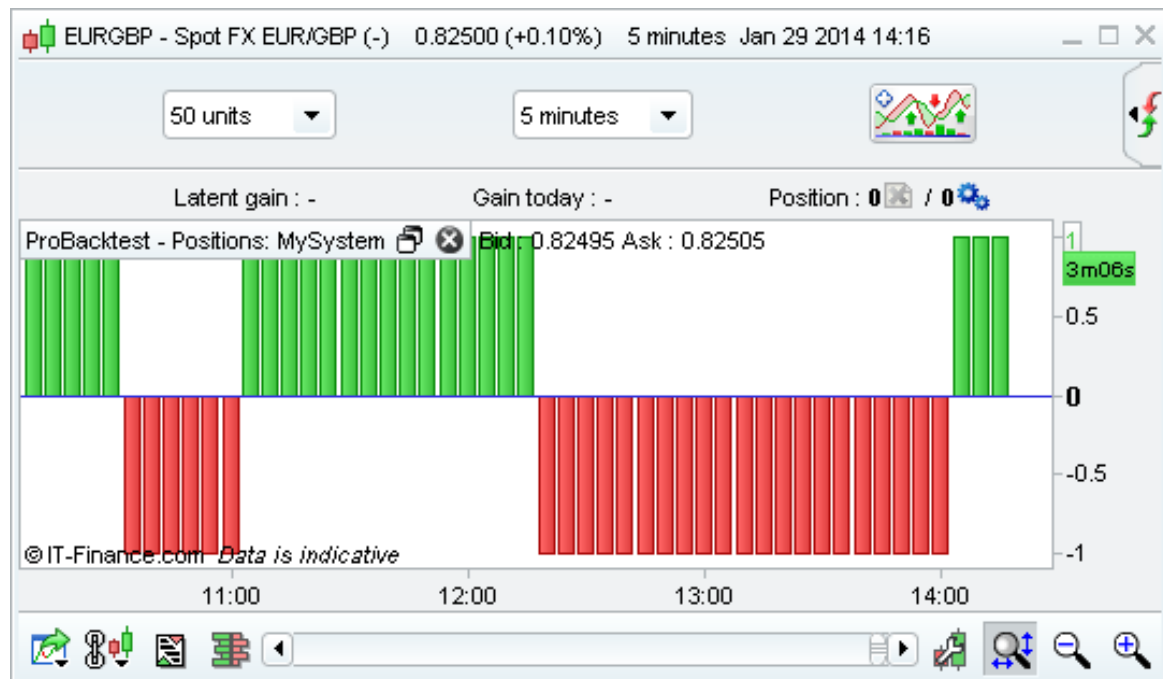 EURGBP - Spot FX EUR/GBP (-) 0.82500 (+0.10%) 5 minutes Jan 29 2014 14:16
50 units 5 minutes
Latent gain : - Gain today : - Position : 0 / 0
ProBacktest - Positions: MySystem Bid : 0.82495 Ask : 0.82505
1
3m06s
0.5
0
-0.5
-1
© IT-Finance.com Data is indicative
11:00 12:00 13:00 14:00